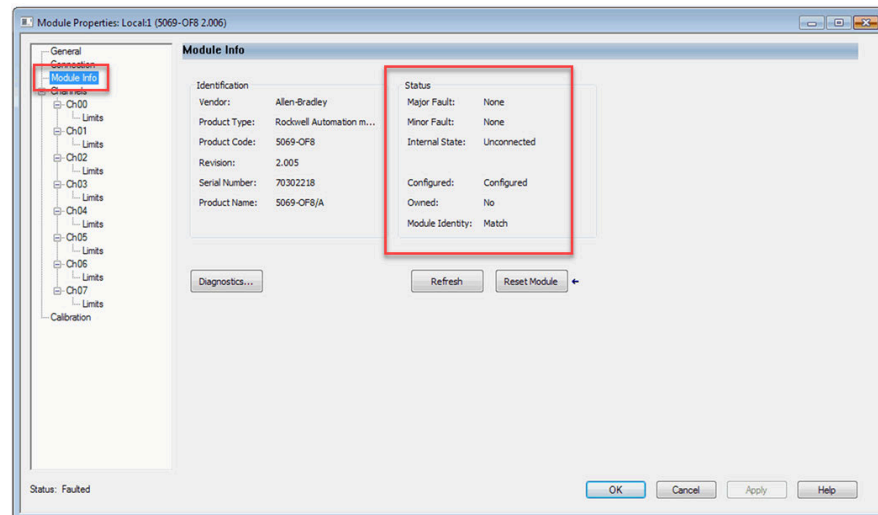 Module Properties: Local:1 (5069-OF8 2.006)
General
Connection
Module Info
Channels
Ch00
Limits
Ch01
Limits
Ch02
Limits
Ch03
Limits
Ch04
Limits
Ch05
Limits
Ch06
Limits
Ch07
Limits
Calibration
Module Info
Identification
Vendor: Allen-Bradley
Product Type: Rockwell Automation m...
Product Code: 5069-OF8
Revision: 2.005
Serial Number: 70302218
Product Name: 5069-OF8/A
Status
Major Fault: None
Minor Fault: None
Internal State: Unconnected
Configured: Configured
Owned: No
Module Identity: Match
Diagnostics...
Refresh
Reset Module
Status: Faulted
OK
Cancel
Apply
Help